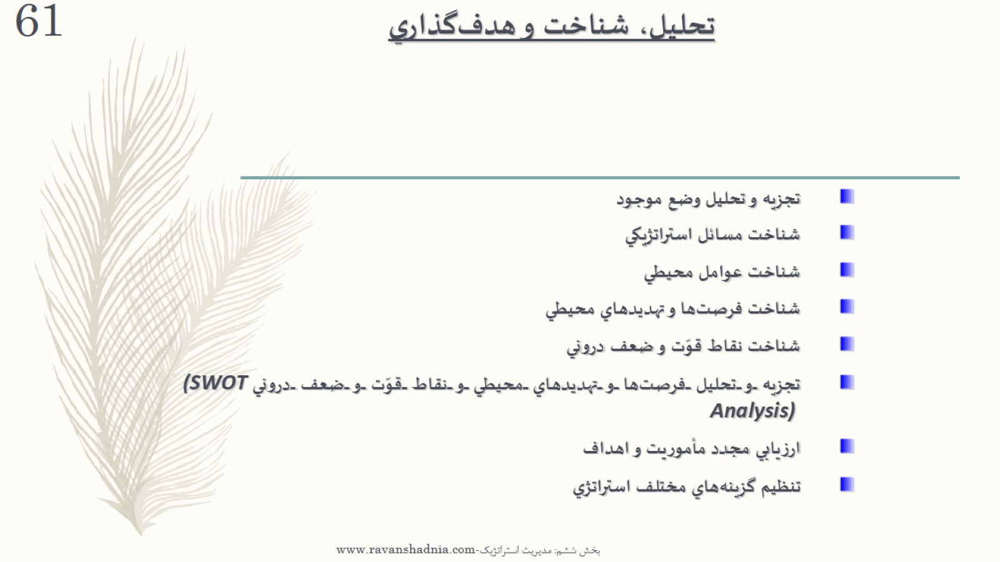 61
تحليل، شناخت و هدف‌گذاري
تجزيه و تحليل وضع موجود
شناخت مسائل استراتژيكي
شناخت عوامل محيطي
شناخت فرصت‌ها و تهديدهاي محيطي
شناخت نقاط قوّت و ضعف دروني
تجزيه و تحليل فرصت‌ها و تهديدهاي محيطي و نقاط قوّت و ضعف دروني (SWOT
Analysis)
ارزيابي مجدد مأموريت و اهداف
تنظيم گزينه‌هاي مختلف استراتژي
بخش ششم: مدیریت استراتژیک-www.ravanshadnia.com